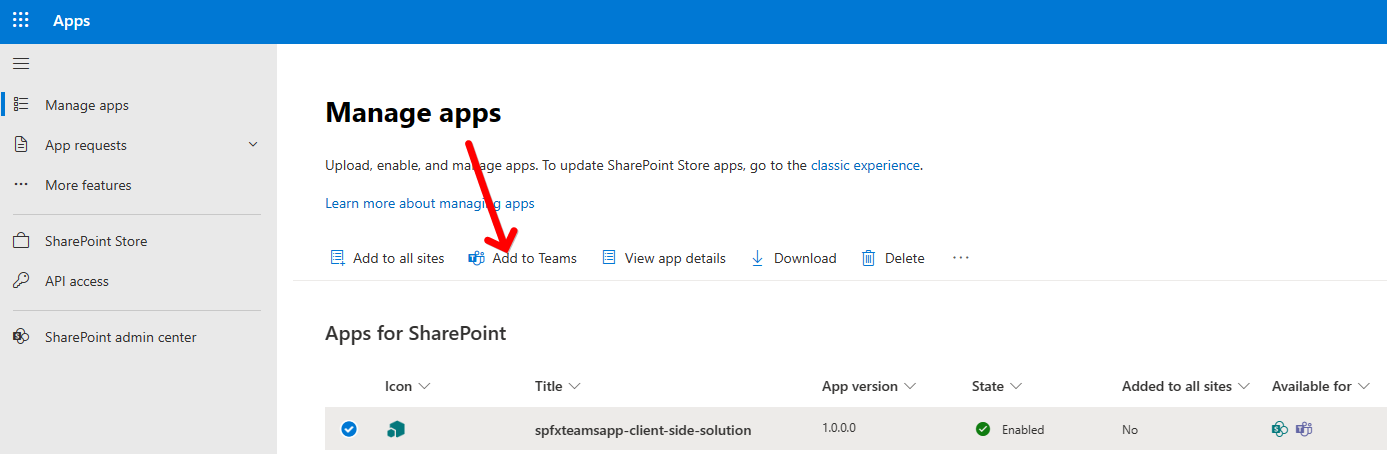 Apps
Manage apps
App requests
More features
SharePoint Store
API access
SharePoint admin center
Manage apps
Upload, enable, and manage apps. To update SharePoint Store apps, go to the classic experience.
Learn more about managing apps
Add to all sites Add to Teams View app details Download Delete ...
Apps for SharePoint
Icon Title App version State Added to all sites Available for
spfxteamsapp-client-side-solution 1.0.0.0 Enabled No